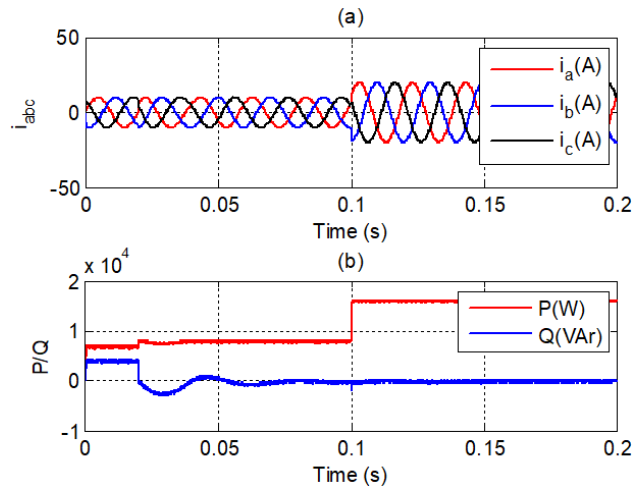 (a)
50
0
-50
i_abc
i_a(A)
i_b(A)
i_c(A)
0 0.05 0.1 0.15 0.2
Time (s)
(b)
x 10^4
2
1
0
-1
P/Q
P(W)
Q(VAr)
0 0.05 0.1 0.15 0.2
Time (s)